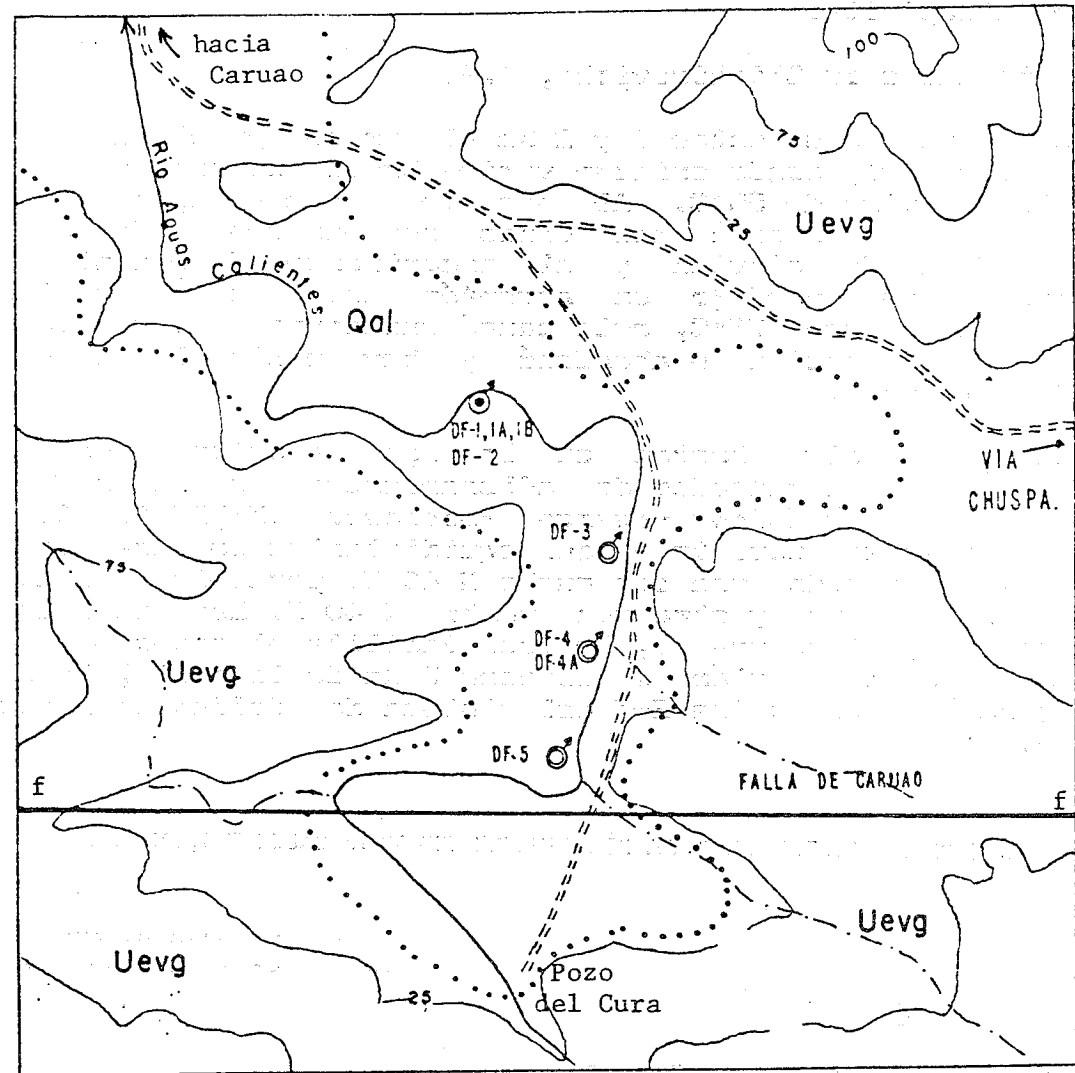 hacia
Caruao
100
75
Rio Aguas
Calientes
Uevg
25
Qal
DF-1, 1A, 1B
DF-2
VIA
CHUSPA.
DF-3
75
DF-4
DF-4A
Uevg
DF-5
FALLA DE CARUAO
f
f
Uevg
Uevg
Pozo
del Cura
25